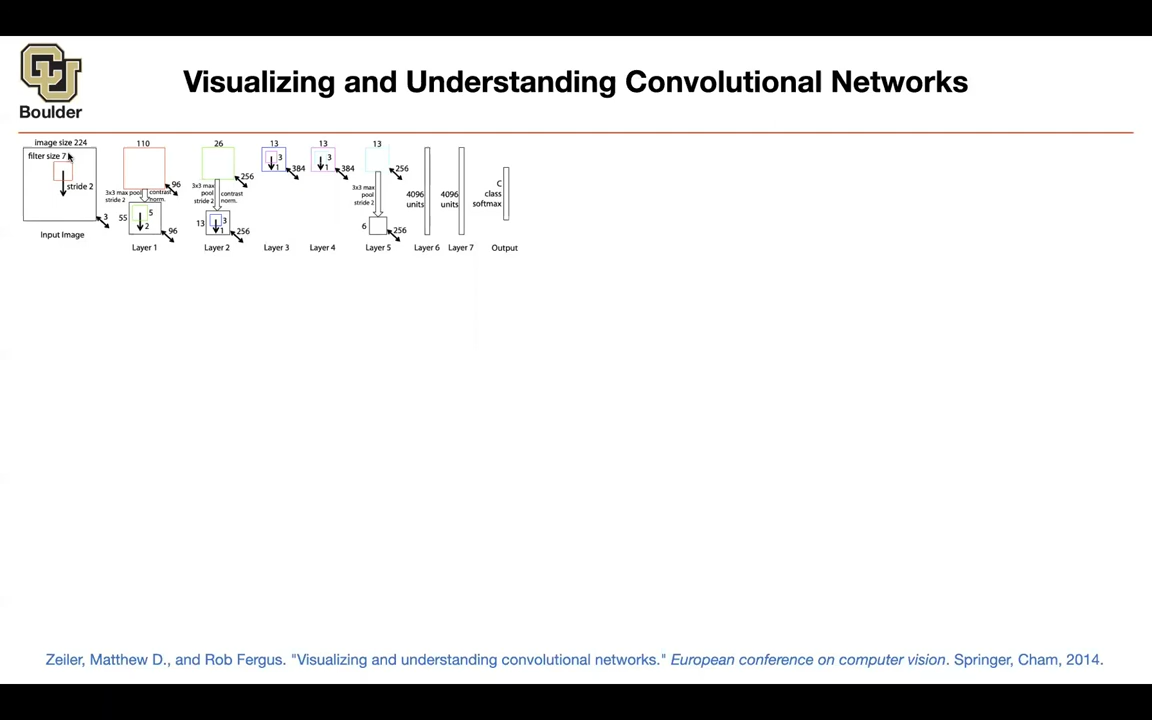 Boulder
Visualizing and Understanding Convolutional Networks
image size 224
filter size 7
stride 2
3
Input Image
110
96
3x3 max pool
stride 2
contrast
norm.
55
5
2
96
Layer 1
26
256
3x3 max
pool
stride 2
contrast
norm.
13
3
1
256
Layer 2
13
3
1
384
Layer 3
13
3
1
384
Layer 4
13
256
3x3 max
pool
stride 2
6
256
Layer 5
4096
units
Layer 6
4096
units
Layer 7
C
class
softmax
Output
Zeiler, Matthew D., and Rob Fergus. "Visualizing and understanding convolutional networks." European conference on computer vision. Springer, Cham, 2014.